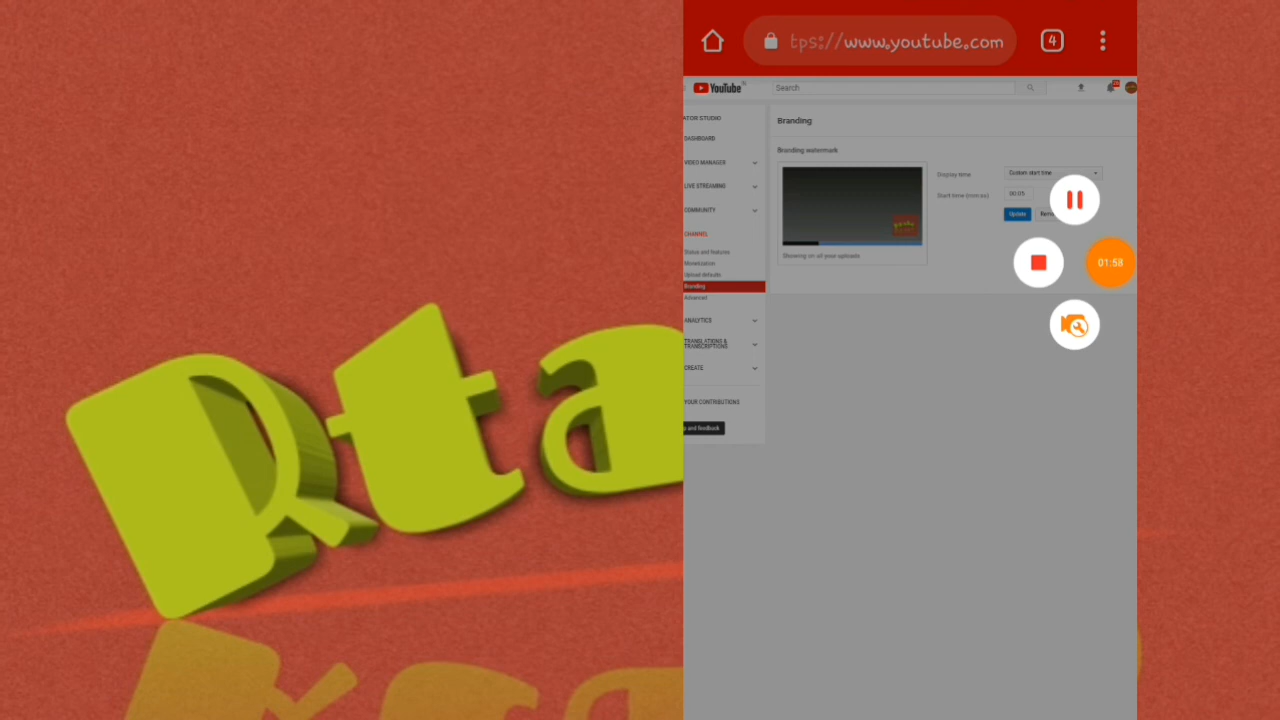 Rta
tps://www.youtube.com
4
YouTube
Search
ATOR STUDIO
DASHBOARD
VIDEO MANAGER
LIVE STREAMING
COMMUNITY
CHANNEL
Status and features
Monetization
Upload defaults
Branding
Advanced
ANALYTICS
TRANSLATIONS &
TRANSCRIPTIONS
CREATE
YOUR CONTRIBUTIONS
p and feedback
Branding
Branding watermark
Showing on all your uploads
Display time
Custom start time
Start time (mm:ss)
00:05
Update
Rem
01:58